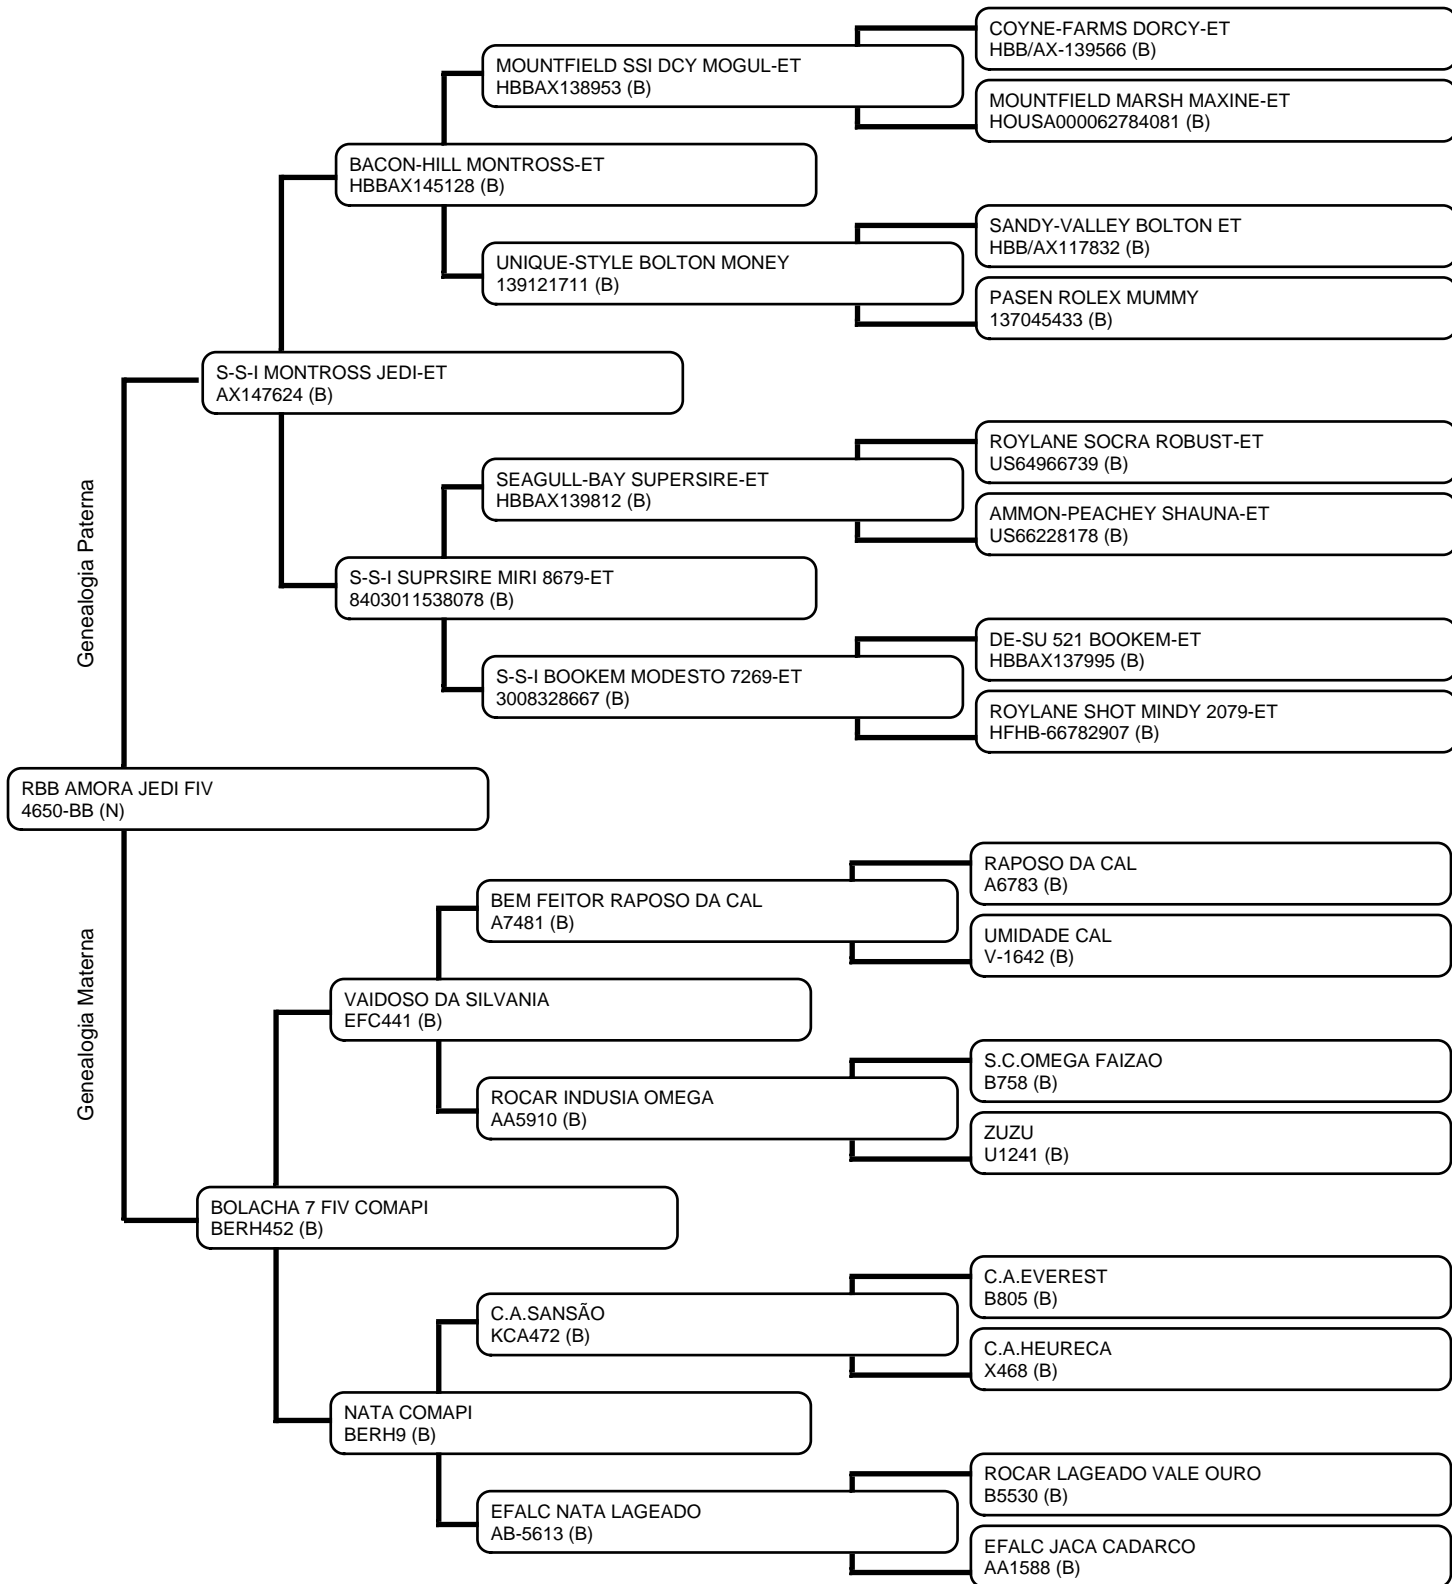 COYNE-FARMS DORCY-ET
HBB/AX-139566 (B)
MOUNTFIELD SSI DCY MOGUL-ET
HBBAX138953 (B)
MOUNTFIELD MARSH MAXINE-ET
HOUSA000062784081 (B)
BACON-HILL MONTROSS-ET
HBBAX145128 (B)
SANDY-VALLEY BOLTON ET
HBB/AX117832 (B)
UNIQUE-STYLE BOLTON MONEY
139121711 (B)
PASEN ROLEX MUMMY
137045433 (B)
S-S-I MONTROSS JEDI-ET
AX147624 (B)
ROYLANE SOCRA ROBUST-ET
US64966739 (B)
SEAGULL-BAY SUPERSIRE-ET
HBBAX139812 (B)
AMMON-PEACHEY SHAUNA-ET
US66228178 (B)
Genealogia Paterna
S-S-I SUPRSIRE MIRI 8679-ET
8403011538078 (B)
DE-SU 521 BOOKEM-ET
HBBAX137995 (B)
S-S-I BOOKEM MODESTO 7269-ET
3008328667 (B)
ROYLANE SHOT MINDY 2079-ET
HFHB-66782907 (B)
RBB AMORA JEDI FIV
4650-BB (N)
RAPOSO DA CAL
A6783 (B)
BEM FEITOR RAPOSO DA CAL
A7481 (B)
UMIDADE CAL
V-1642 (B)
Genealogia Materna
VAIDOSO DA SILVANIA
EFC441 (B)
S.C.OMEGA FAIZAO
B758 (B)
ROCAR INDUSIA OMEGA
AA5910 (B)
ZUZU
U1241 (B)
BOLACHA 7 FIV COMAPI
BERH452 (B)
C.A.EVEREST
B805 (B)
C.A.SANSÃO
KCA472 (B)
C.A.HEURECA
X468 (B)
NATA COMAPI
BERH9 (B)
ROCAR LAGEADO VALE OURO
B5530 (B)
EFALC NATA LAGEADO
AB-5613 (B)
EFALC JACA CADARCO
AA1588 (B)